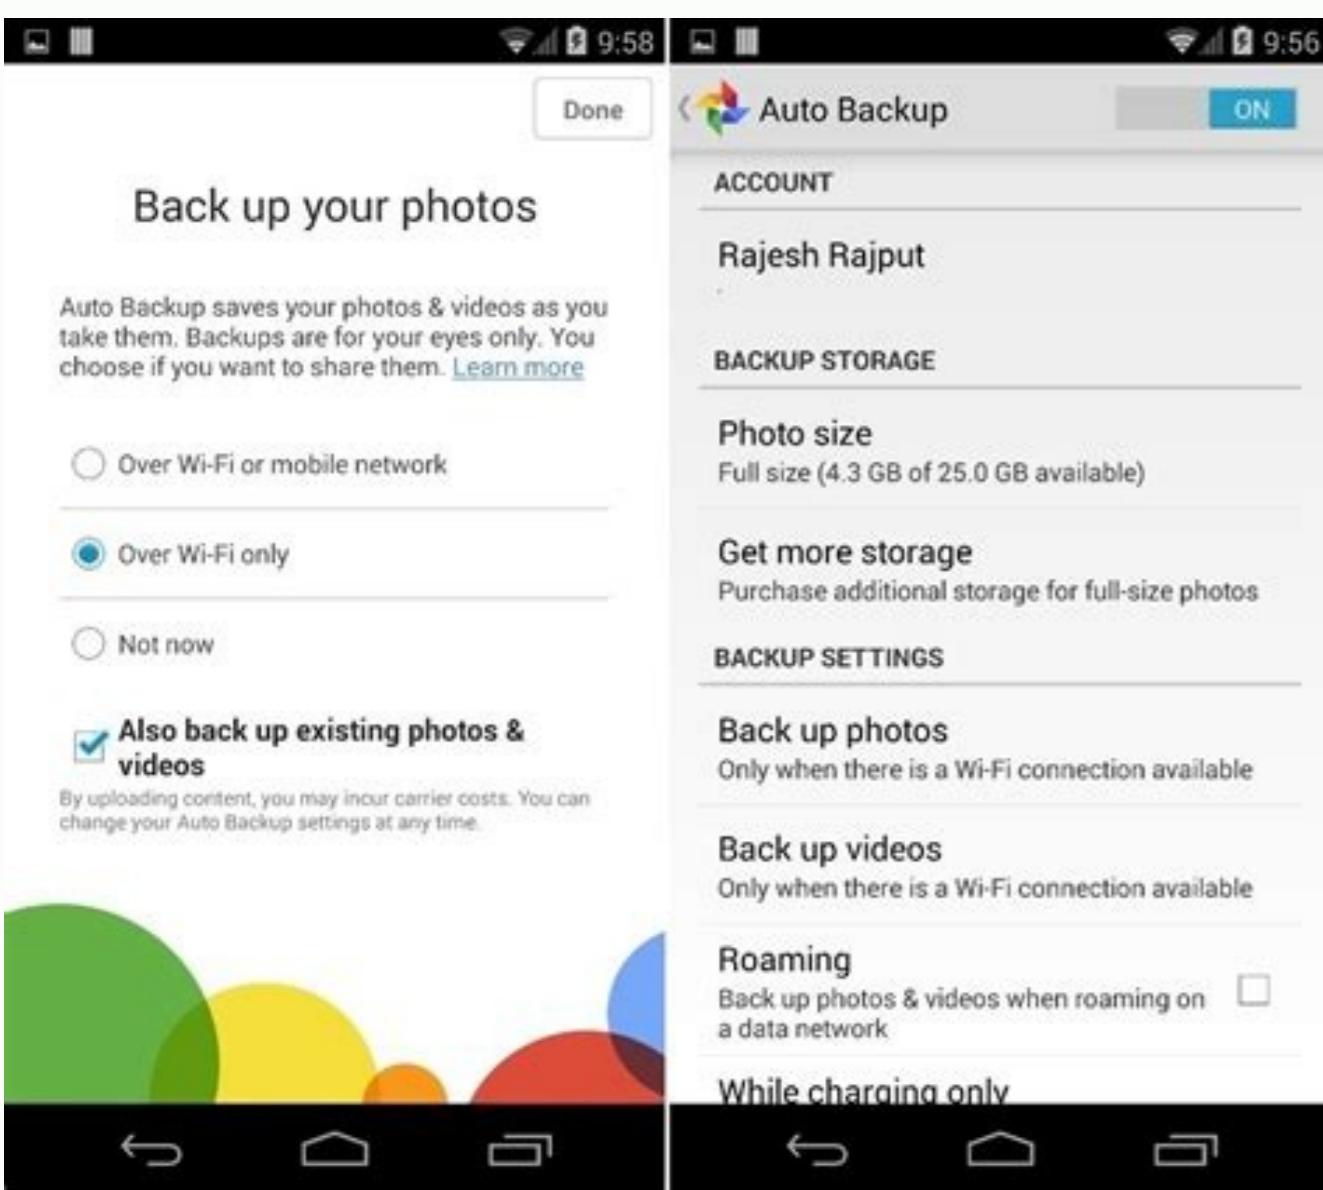 9:58
Done
Back up your photos
Auto Backup saves your photos & videos as you
take them. Backups are for your eyes only. You
choose if you want to share them. Learn more
Over Wi-Fi or mobile network
Over Wi-Fi only
Not now
Also back up existing photos &
videos
By uploading content, you may incur carrier costs. You can
change your Auto Backup settings at any time.
9:56
Auto Backup
ON
ACCOUNT
Rajesh Rajput
BACKUP STORAGE
Photo size
Full size (4.3 GB of 25.0 GB available)
Get more storage
Purchase additional storage for full-size photos
BACKUP SETTINGS
Back up photos
Only when there is a Wi-Fi connection available
Back up videos
Only when there is a Wi-Fi connection available
Roaming
Back up photos & videos when roaming on
a data network
While charging only